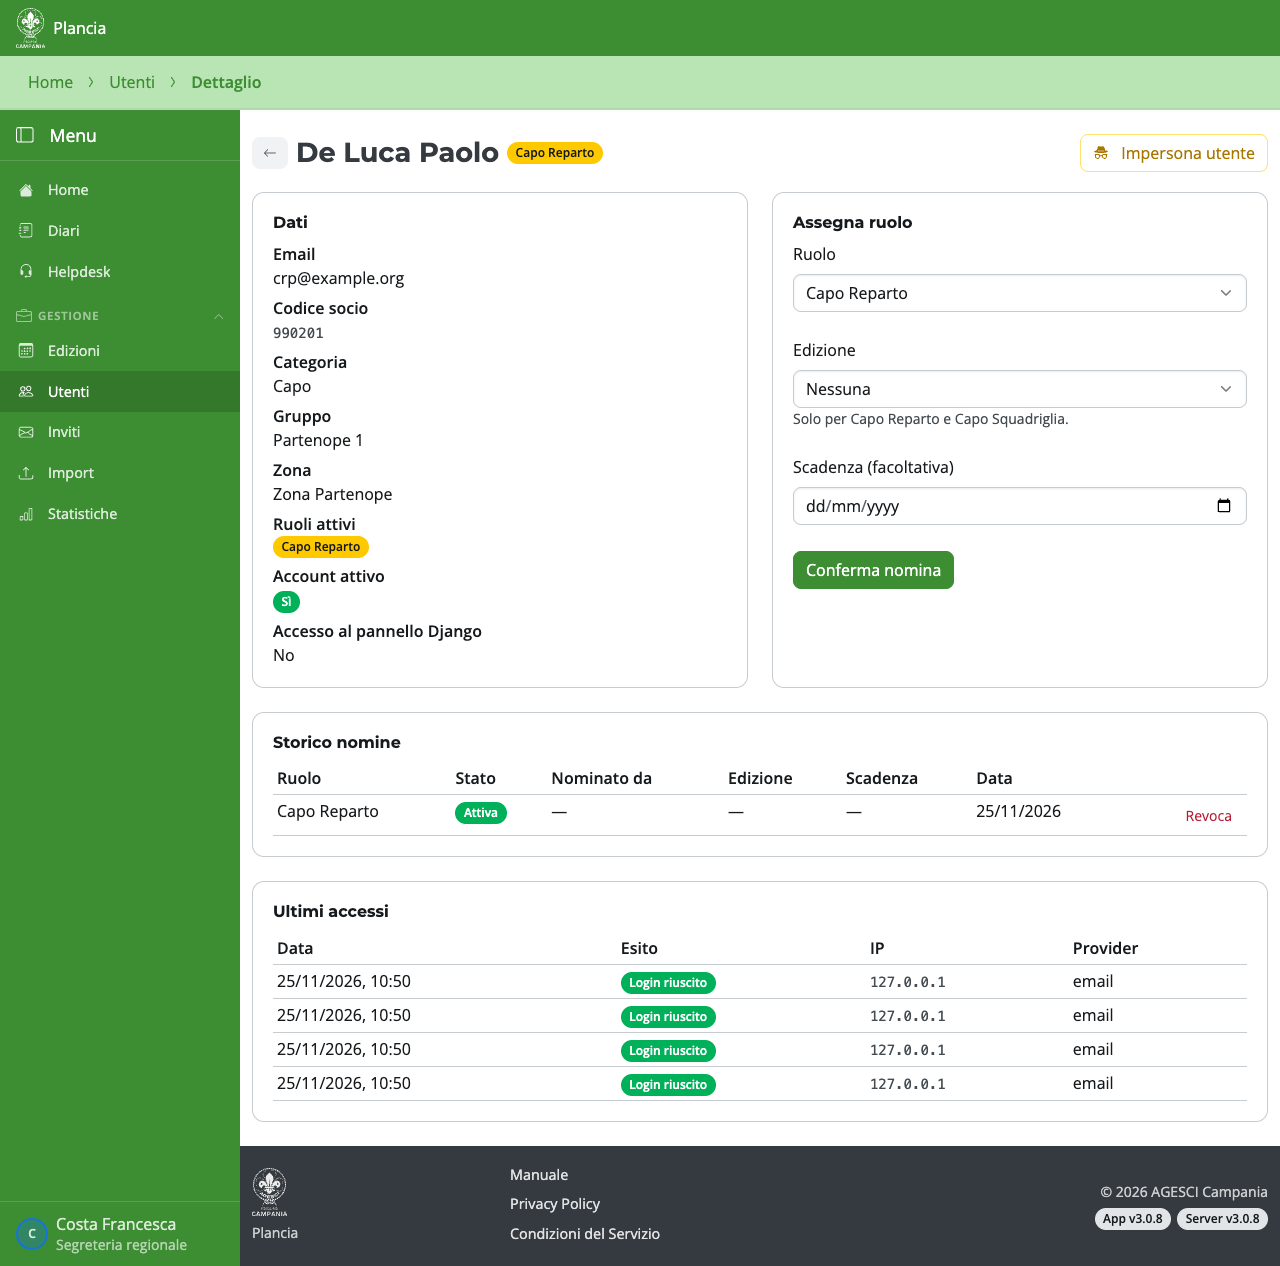 Plancia
Home > Utenti > Dettaglio
Menu
Home
Diari
Helpdesk
GESTIONE
Edizioni
Utenti
Inviti
Import
Statistiche
Costa Francesca
C
Segreteria regionale
De Luca Paolo Capo Reparto
Impersona utente
Dati
Email
crp@example.org
Codice socio
990201
Categoria
Capo
Gruppo
Partenope 1
Zona
Zona Partenope
Ruoli attivi
Capo Reparto
Account attivo
Sì
Accesso al pannello Django
No
Assegna ruolo
Ruolo
Capo Reparto
Edizione
Nessuna
Solo per Capo Reparto e Capo Squadriglia.
Scadenza (facoltativa)
dd/mm/yyyy
Conferma nomina
Storico nomine
Ruolo Stato Nominato da Edizione Scadenza Data
Capo Reparto Attiva — — — 25/11/2026 Revoca
Ultimi accessi
Data Esito IP Provider
25/11/2026, 10:50 Login riuscito 127.0.0.1 email
25/11/2026, 10:50 Login riuscito 127.0.0.1 email
25/11/2026, 10:50 Login riuscito 127.0.0.1 email
25/11/2026, 10:50 Login riuscito 127.0.0.1 email
CAMPANIA
Plancia
Manuale
Privacy Policy
Condizioni del Servizio
© 2026 AGESCI Campania
App v3.0.8 Server v3.0.8